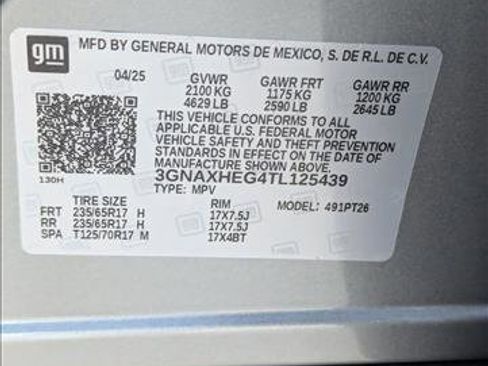 gm
MFD BY GENERAL MOTORS DE MEXICO, S. DE R.L. DE C.V.
04/25 GVWR GAWR FRT GAWR RR
2100 KG 1175 KG 1200 KG
4629 LB 2590 LB 2645 LB
THIS VEHICLE CONFORMS TO ALL
APPLICABLE U.S. FEDERAL MOTOR
VEHICLE SAFETY AND THEFT PREVENTION
STANDARDS IN EFFECT ON THE DATE OF
MANUFACTURE SHOWN ABOVE.
130H
3GNAXHEG4TL125439
TYPE: MPV
TIRE SIZE RIM MODEL: 491PT26
FRT 235/65R17 H 17X7.5J
RR 235/65R17 H 17X7.5J
SPA T125/70R17 M 17X4BT